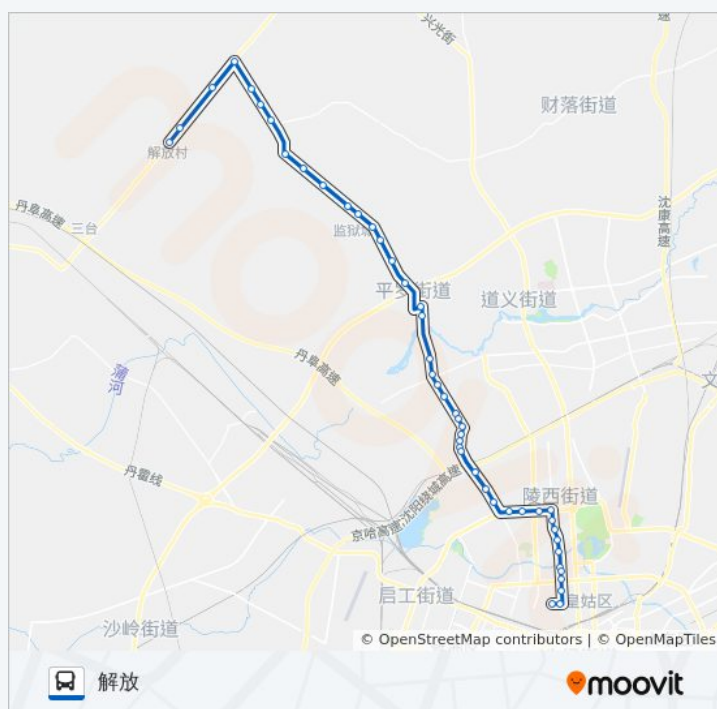 兴光街
财落街道
解放村
沈康高速
丹阜高速
三台
监狱城
平罗街道
道义街道
丹阜高速
蒲河
文
丹霍线
京哈高速;沈阳绕城高速
陵西街道
启工街道
皇姑区
沙岭街道
© OpenStreetMap contributors | © OpenMapTiles
解放
moovit